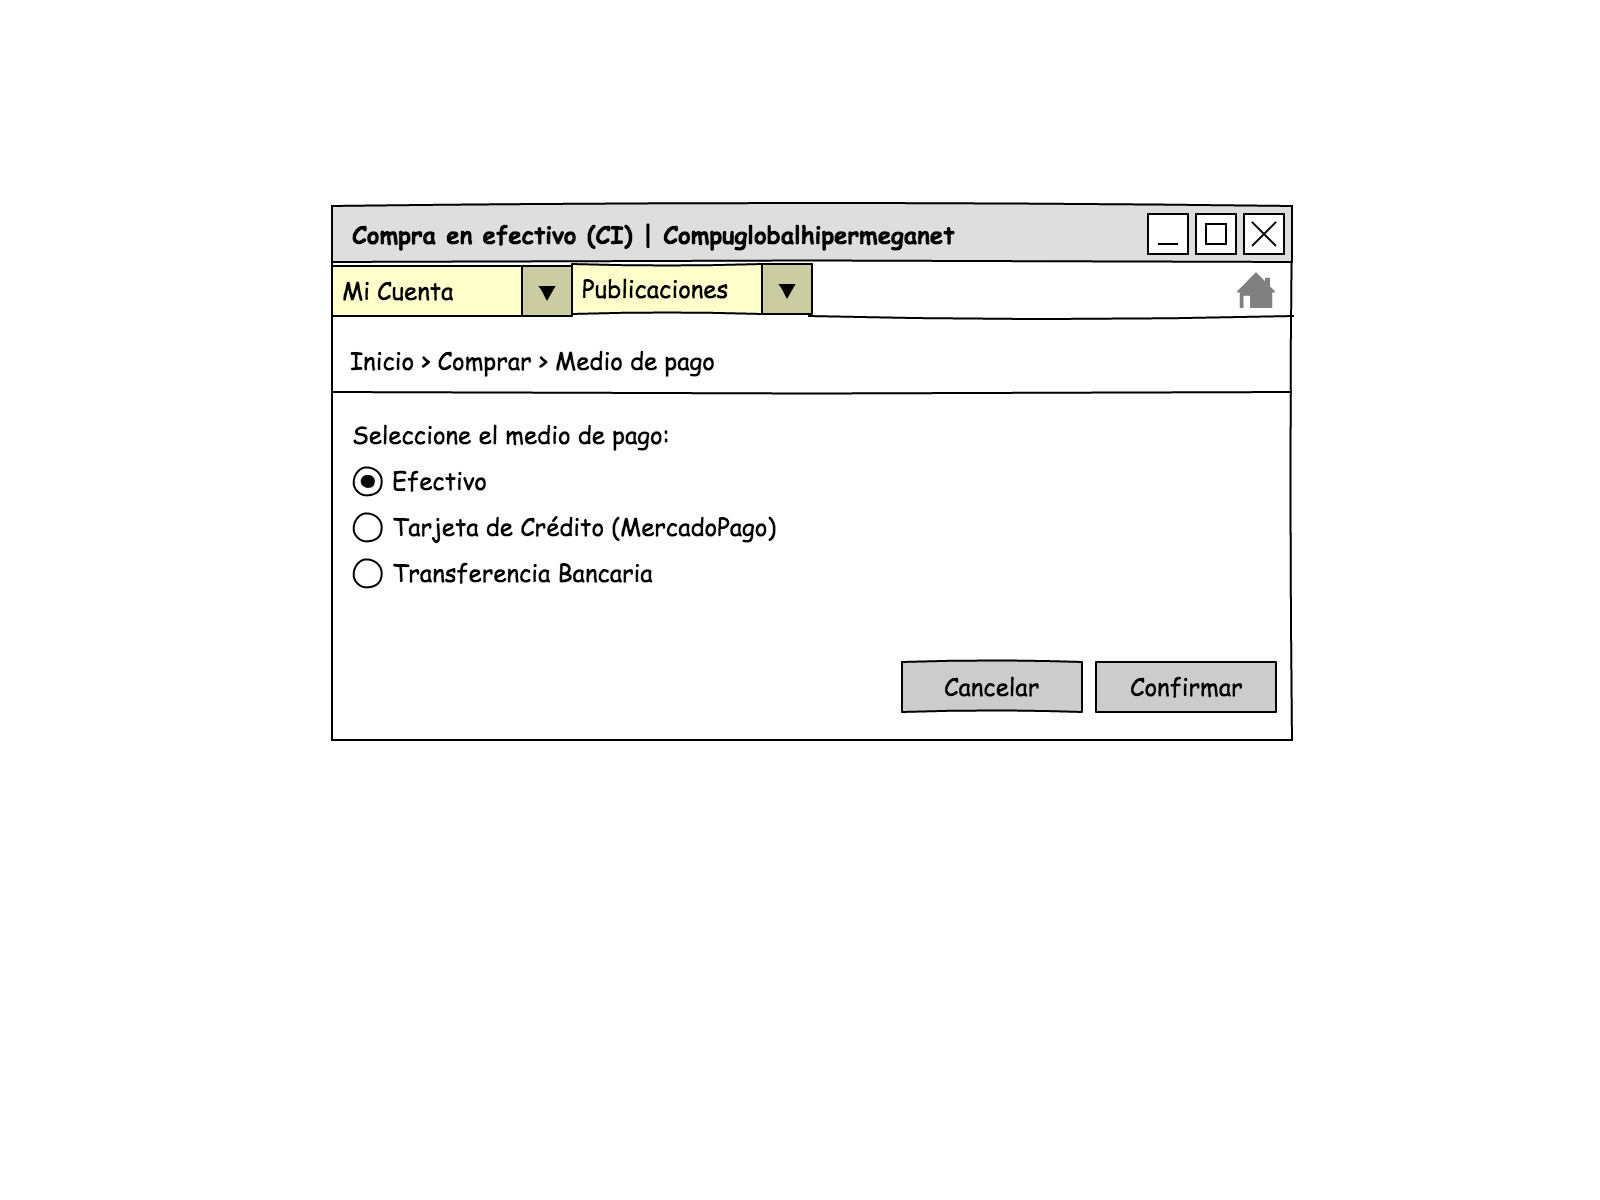 Compra en efectivo (CI) | Compuglobalhipermeganet
Mi Cuenta
Publicaciones
Inicio > Comprar > Medio de pago
Seleccione el medio de pago:
Efectivo
Tarjeta de Crédito (MercadoPago)
Transferencia Bancaria
Cancelar
Confirmar